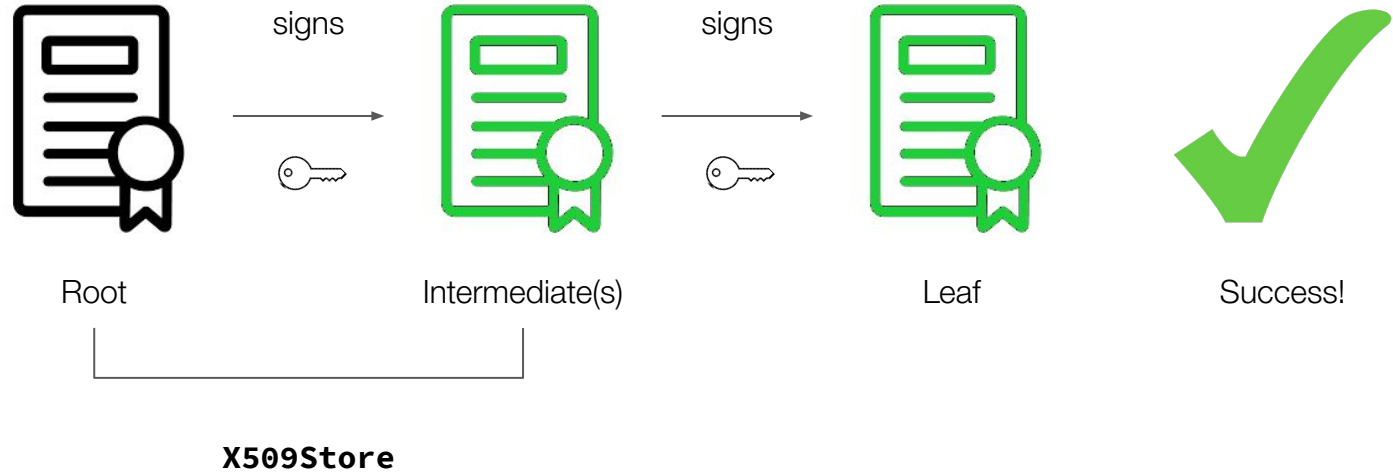 signs
signs
Root
Intermediate(s)
Leaf
Success!
X509Store